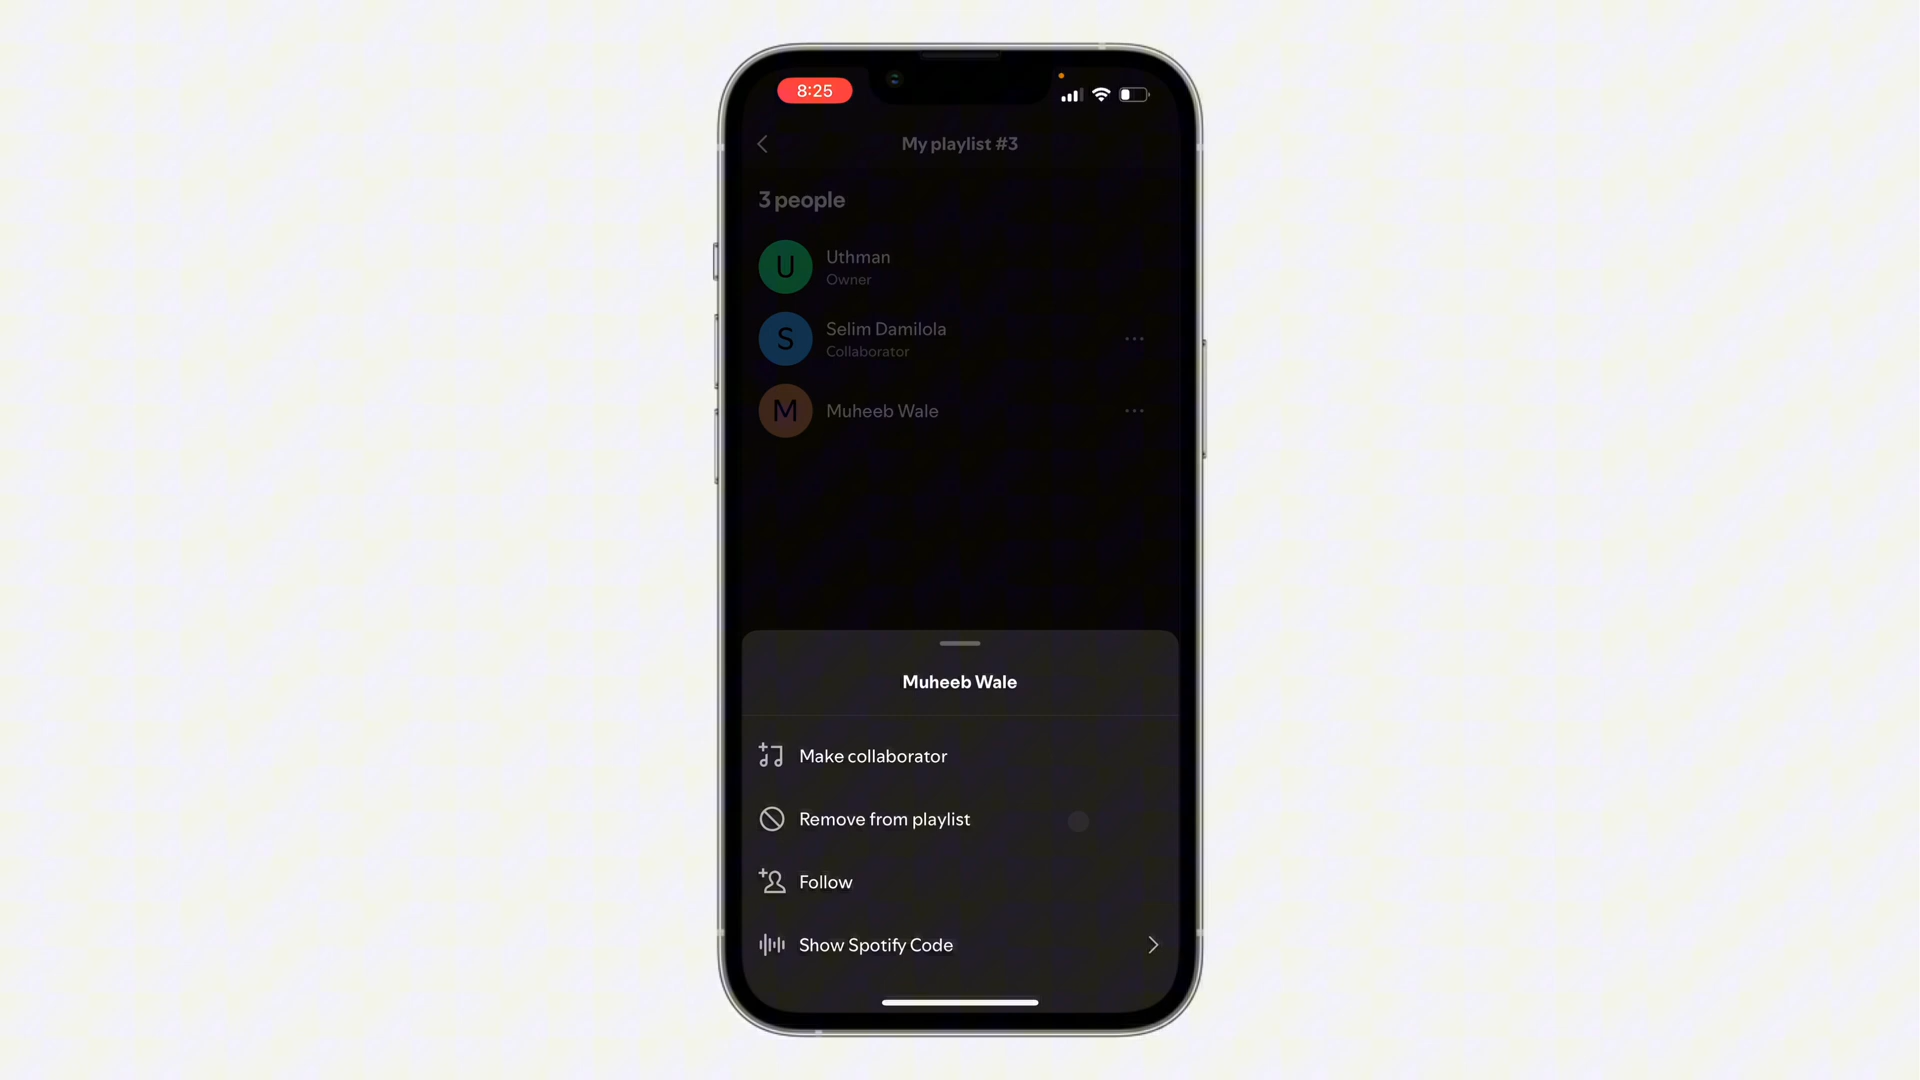 8:25
My playlist #3
3 people
U
Uthman
Owner
S
Selim Damilola
Collaborator
M
Muheeb Wale
Muheeb Wale
Make collaborator
Remove from playlist
Follow
Show Spotify Code